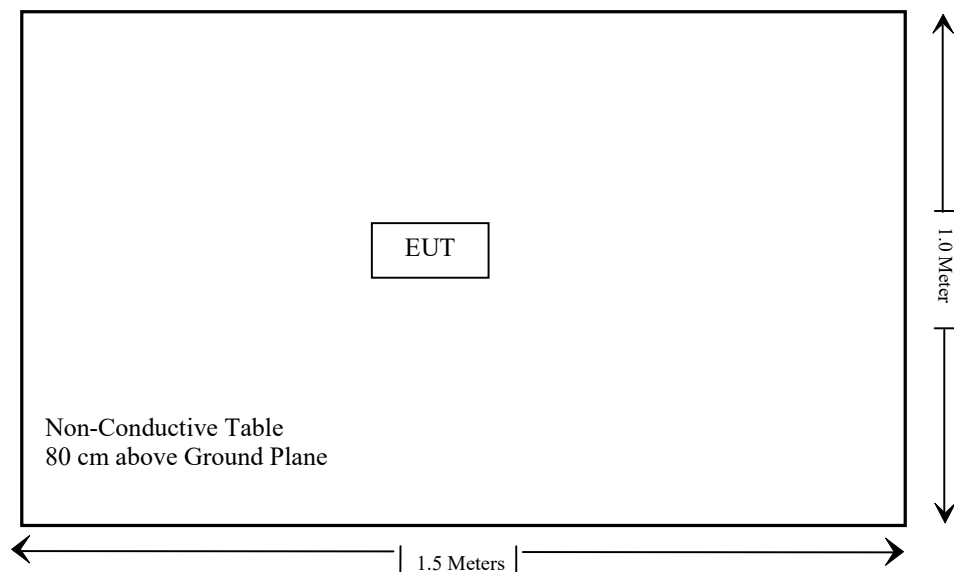 EUT
1.0 Meter
Non-Conductive Table
80 cm above Ground Plane
1.5 Meters